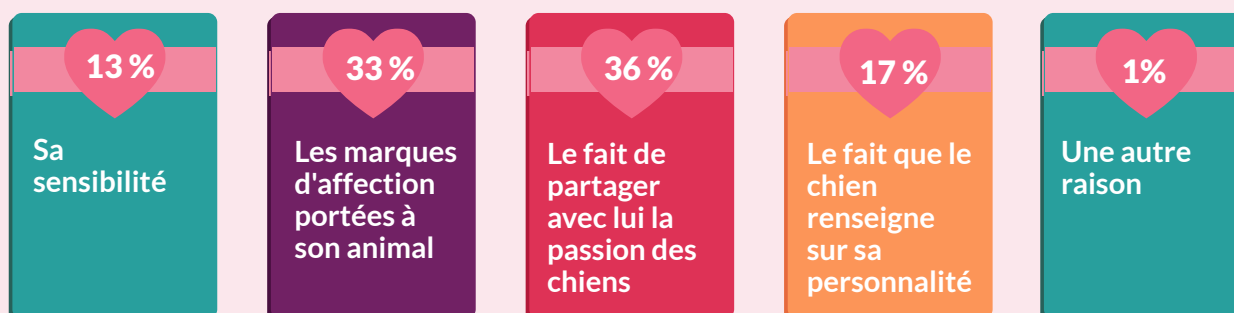 13 %
Sa
sensibilité
33 %
Les marques
d'affection
portées à
son animal
36 %
Le fait de
partager
avec lui la
passion des
chiens
17 %
Le fait que le
chien
renseigne
sur sa
personnalité
1%
Une autre
raison